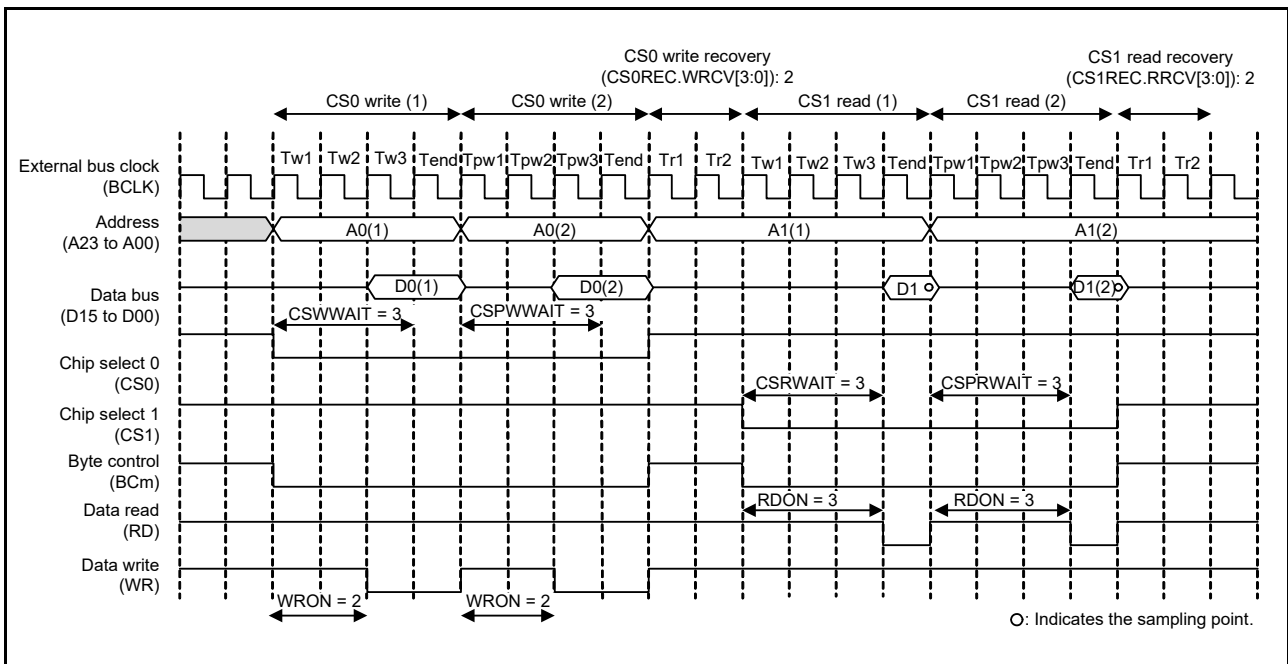 CS0 write recovery
(CS0REC.WRCV[3:0]): 2
CS1 read recovery
(CS1REC.RRCV[3:0]): 2
CS0 write (1)
CS0 write (2)
CS1 read (1)
CS1 read (2)
Tw1 Tw2 Tw3 Tend Tpw1 Tpw2 Tpw3 Tend Tr1 Tr2 Tw1 Tw2 Tw3 Tend Tpw1 Tpw2 Tpw3 Tend Tr1 Tr2
External bus clock
(BCLK)
Address
(A23 to A00)
A0(1) A0(2) A1(1) A1(2)
Data bus
(D15 to D00)
D0(1) D0(2) D1 D1(2)
CSWWAIT = 3 CSPWWAIT = 3
Chip select 0
(CS0)
CSRWAIT = 3 CSPRWAIT = 3
Chip select 1
(CS1)
Byte control
(BCm)
RDON = 3 RDON = 3
Data read
(RD)
Data write
(WR)
WRON = 2 WRON = 2
O: Indicates the sampling point.